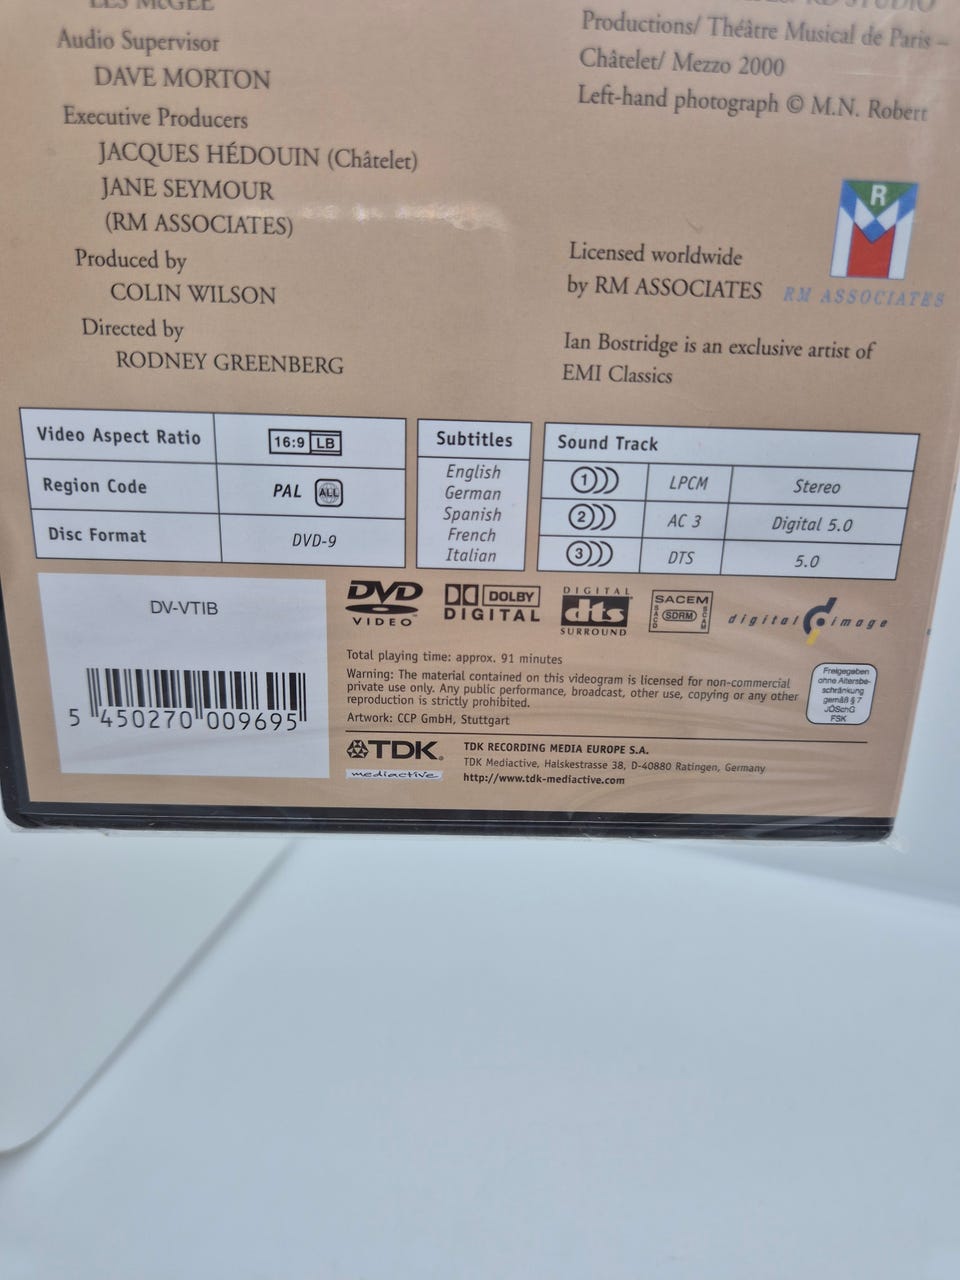 LES McGEE
Audio Supervisor
DAVE MORTON
Executive Producers
JACQUES HÉDOUIN (Châtelet)
JANE SEYMOUR
(RM ASSOCIATES)
Produced by
COLIN WILSON
Directed by
RODNEY GREENBERG
STUDIO
Productions/ Théâtre Musical de Paris –
Châtelet/ Mezzo 2000
Left-hand photograph © M.N. Robert
R
Licensed worldwide
by RM ASSOCIATES
RM ASSOCIATES
Ian Bostridge is an exclusive artist of
EMI Classics
Video Aspect Ratio 16:9 LB
Region Code PAL ALL
Disc Format DVD-9
Subtitles
English
German
Spanish
French
Italian
Sound Track
1 LPCM Stereo
2 AC 3 Digital 5.0
3 DTS 5.0
DV-VTIB
5 450270 009695
DVD
VIDEO
DOLBY
DIGITAL
DIGITAL
dts
SURROUND
SACEM
SACD
SDRM
SCAM
digital image
Total playing time: approx. 91 minutes
Warning: The material contained on this videogram is licensed for non-commercial
private use only. Any public performance, broadcast, other use, copying or any other
reproduction is strictly prohibited.
Artwork: CCP GmbH, Stuttgart
Freigegeben
ohne Altersbe-
schränkung
gemäß § 7
JÖSchG
FSK
TDK.
mediactive
TDK RECORDING MEDIA EUROPE S.A.
TDK Mediactive, Halskestrasse 38, D-40880 Ratingen, Germany
http://www.tdk-mediactive.com